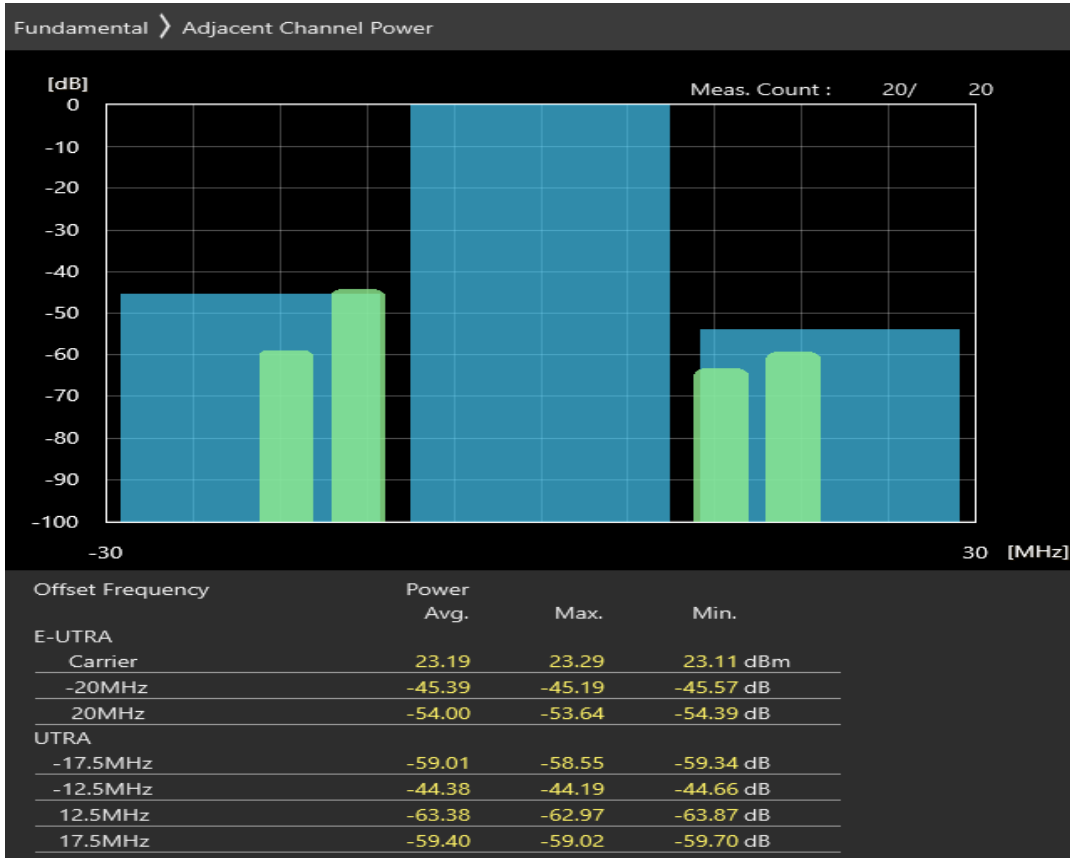 Fundamental 〉 Adjacent Channel Power
[dB]
Meas. Count : 20/ 20
0
-10
-20
-30
-40
-50
-60
-70
-80
-90
-100
-30 30 [MHz]
Offset Frequency Power
Avg. Max. Min.
E-UTRA
Carrier 23.19 23.29 23.11 dBm
-20MHz -45.39 -45.19 -45.57 dB
20MHz -54.00 -53.64 -54.39 dB
UTRA
-17.5MHz -59.01 -58.55 -59.34 dB
-12.5MHz -44.38 -44.19 -44.66 dB
12.5MHz -63.38 -62.97 -63.87 dB
17.5MHz -59.40 -59.02 -59.70 dB